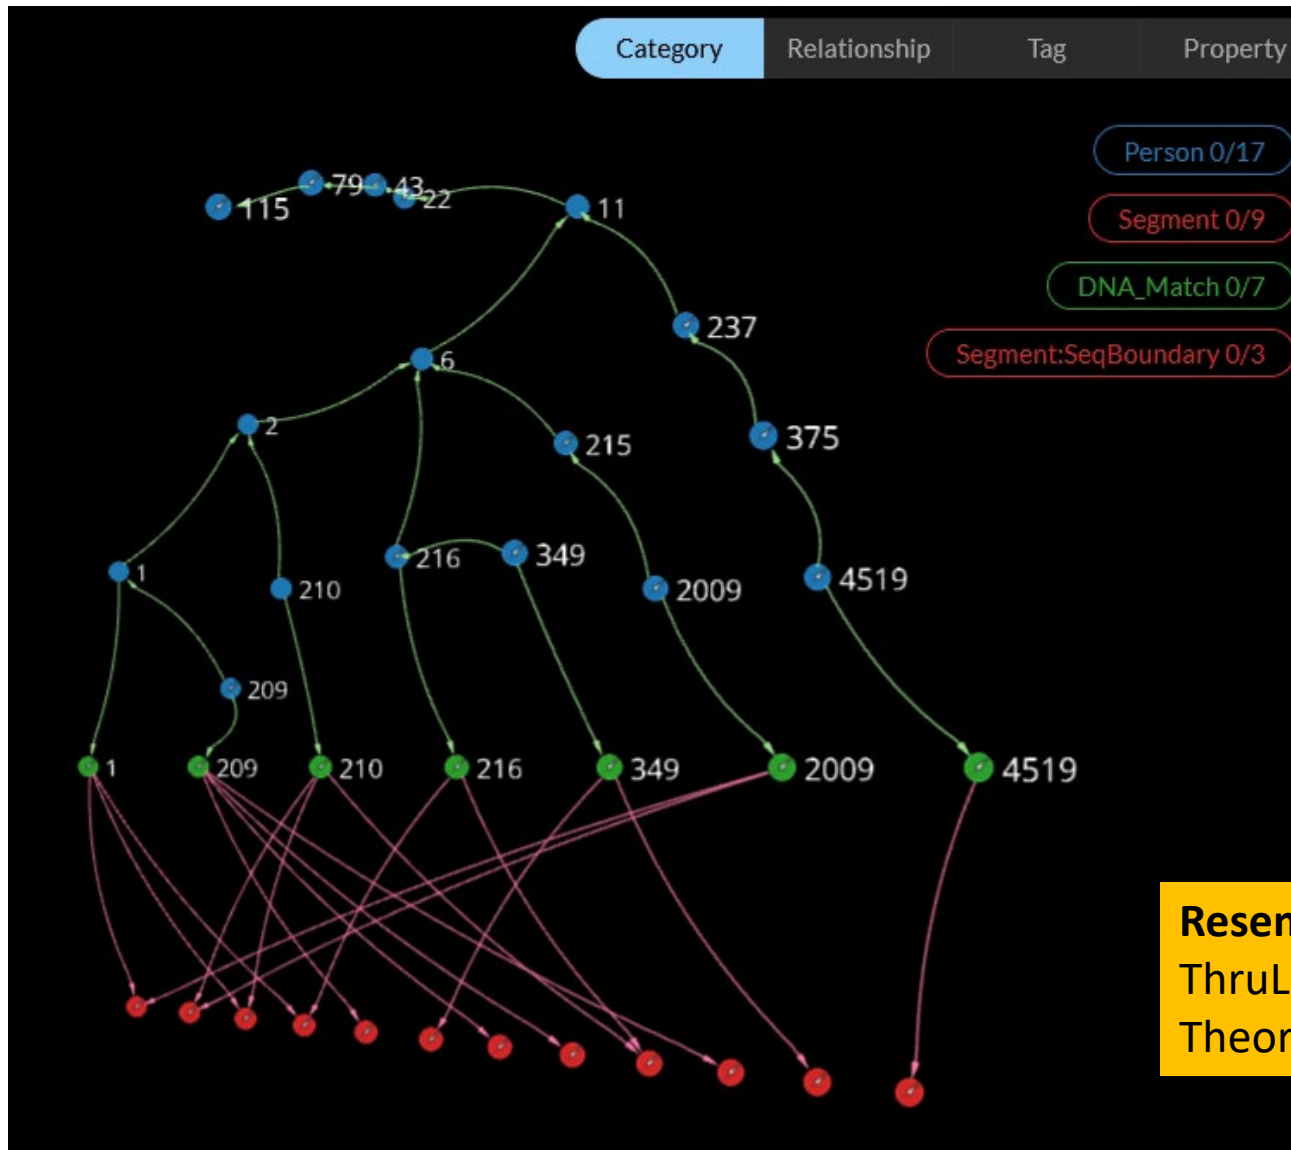 Category Relationship Tag Property
Person 0/17
Segment 0/9
DNA_Match 0/7
Segment:SeqBoundary 0/3
115 79 43 22 11
237
6
2 215 375
1 210 216 349 2009 4519
209
1 209 210 216 349 2009 4519
Resen
ThruL
Theor